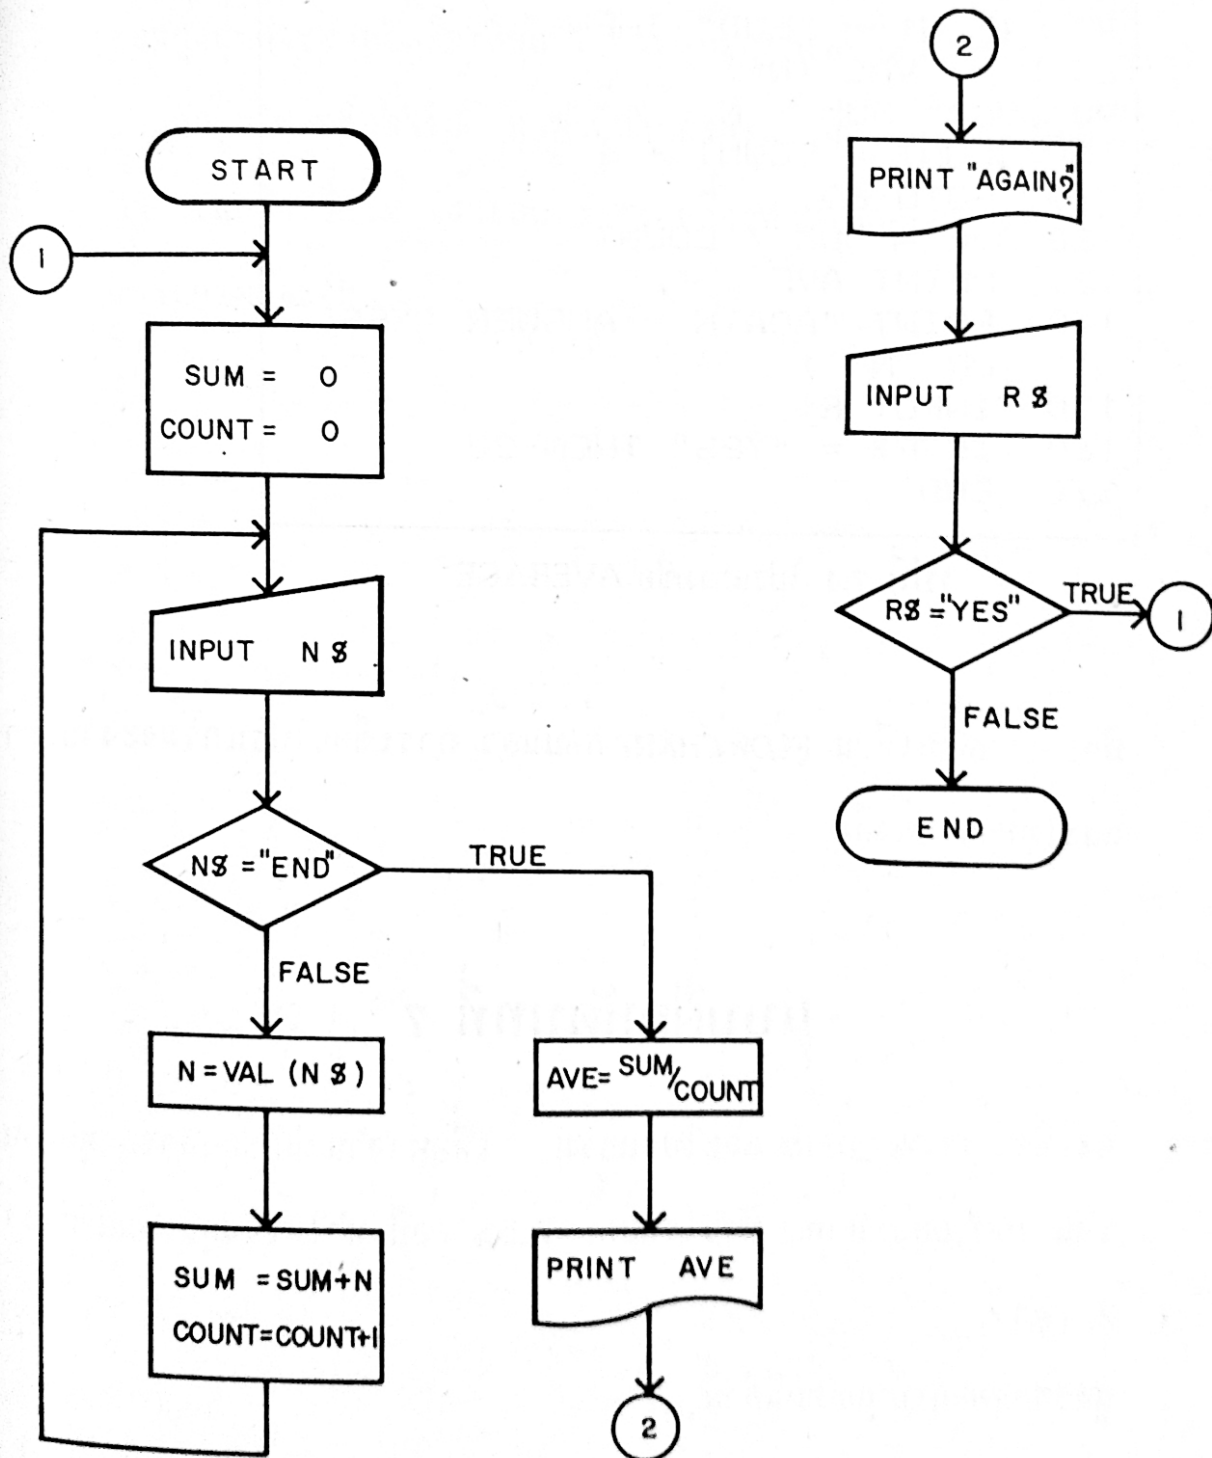 START
1
SUM = 0
COUNT = 0
INPUT N$
N$ ="END"
TRUE
FALSE
N=VAL (N$)
SUM =SUM+N
COUNT=COUNT+1
AVE=SUM/COUNT
PRINT AVE
2
2
PRINT "AGAIN?"
INPUT R$
R$ ="YES"
TRUE
1
FALSE
END